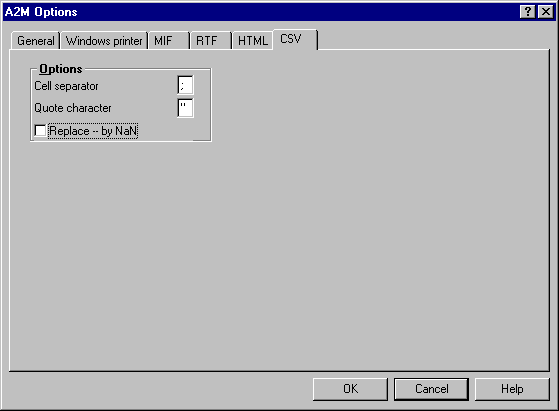 A2M Options
General Windows printer MIF RTF HTML CSV
Options
Cell separator ;
Quote character "
Replace -- by NaN
OK Cancel Help